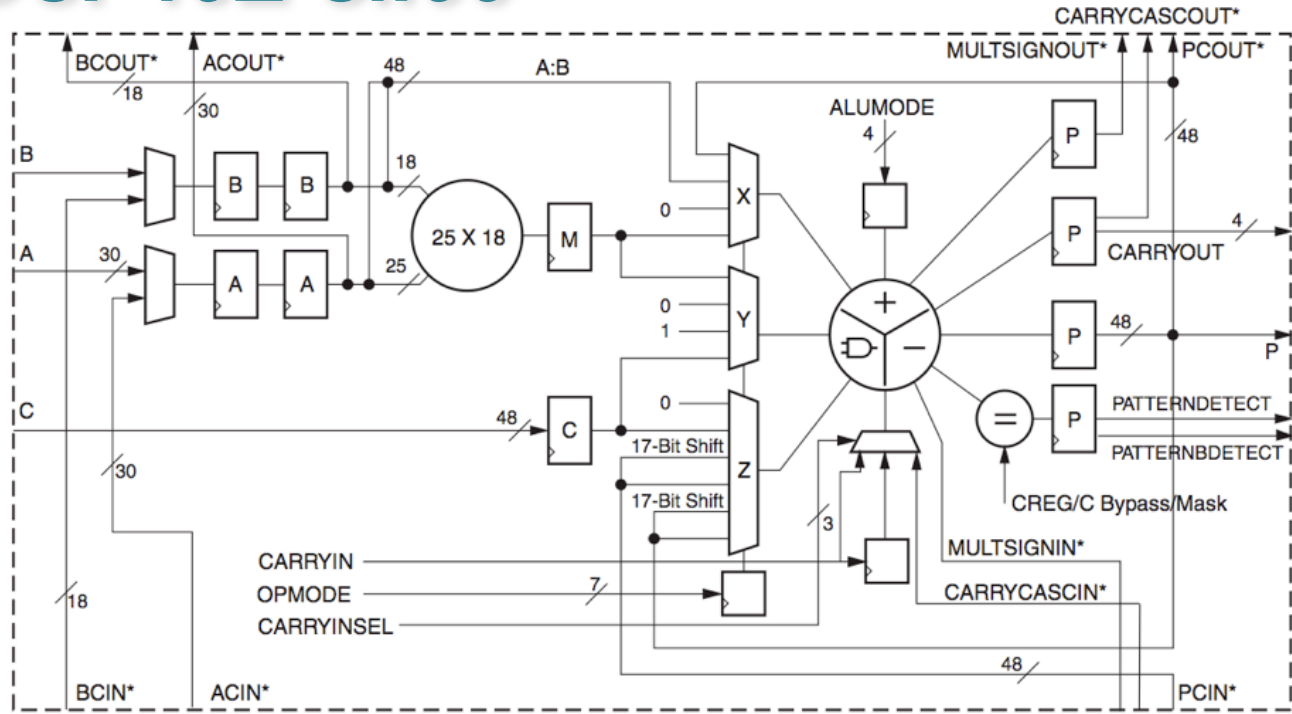 CARRYCASCOUT*
BCOUT*
ACOUT*
48
A:B
MULTSIGNOUT*
PCOUT*
18
30
ALUMODE
4
P
48
B
B
B
18
X
0
25 X 18
M
P
4
CARRYOUT
A
30
A
A
25
0
1
Y
+
−
P
48
P
C
48
C
0
17-Bit Shift
Z
17-Bit Shift
=
P
PATTERNDETECT
PATTERNBDETECT
30
3
CREG/C Bypass/Mask
CARRYIN
MULTSIGNIN*
OPMODE
7
CARRYCASCIN*
18
CARRYINSEL
48
BCIN*
ACIN*
PCIN*